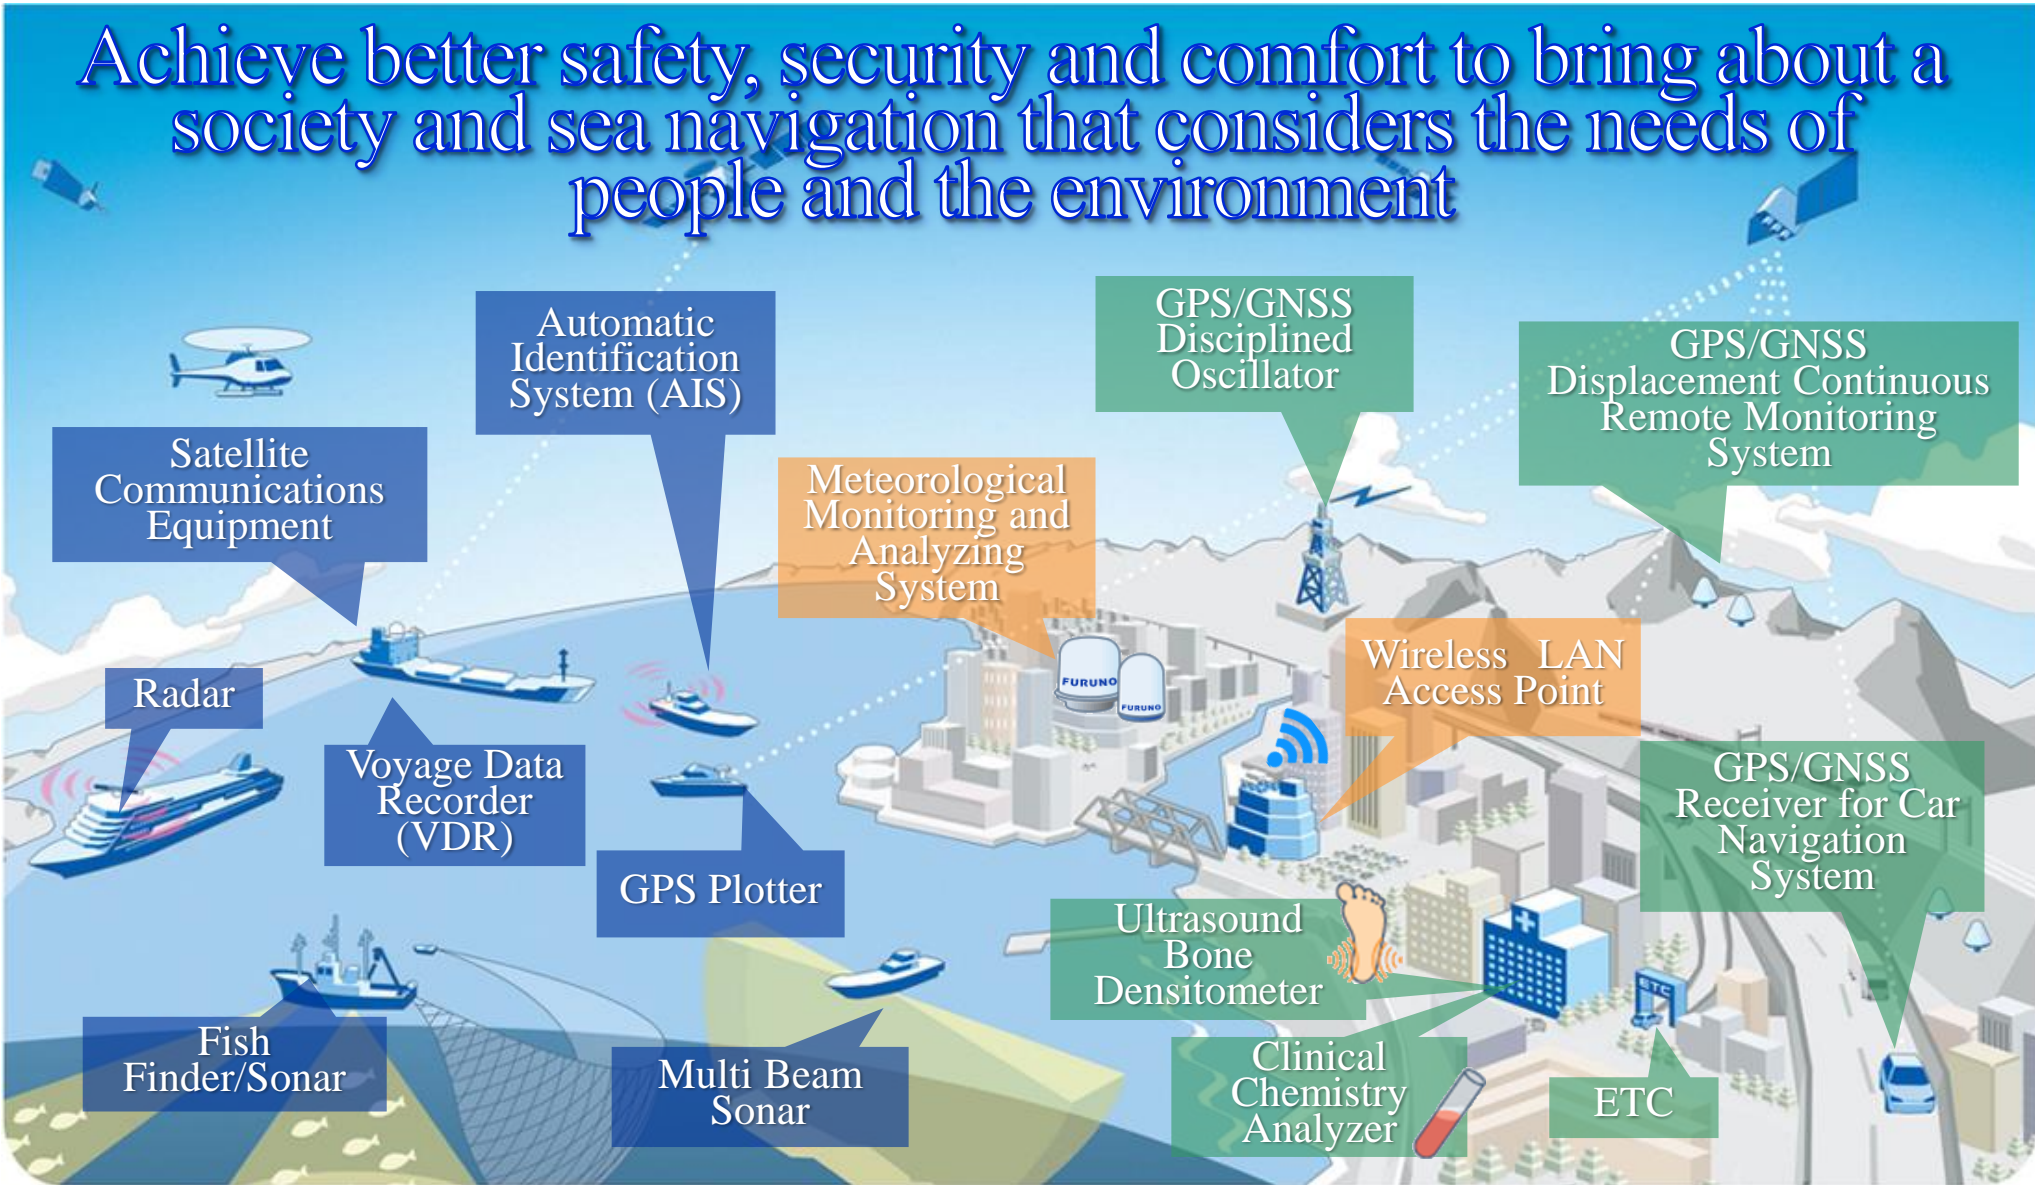 Achieve better safety, security and comfort to bring about a
society and sea navigation that considers the needs of
people and the environment
Automatic
Identification
System (AIS)
GPS/GNSS
Disciplined
Oscillator
GPS/GNSS
Displacement Continuous
Remote Monitoring
System
Satellite
Communications
Equipment
Meteorological
Monitoring and
Analyzing
System
Wireless LAN
Access Point
FURUNO
FURUNO
Radar
Voyage Data
Recorder
(VDR)
GPS Plotter
GPS/GNSS
Receiver for Car
Navigation
System
Ultrasound
Bone
Densitometer
ETC
Fish
Finder/Sonar
Multi Beam
Sonar
Clinical
Chemistry
Analyzer
ETC